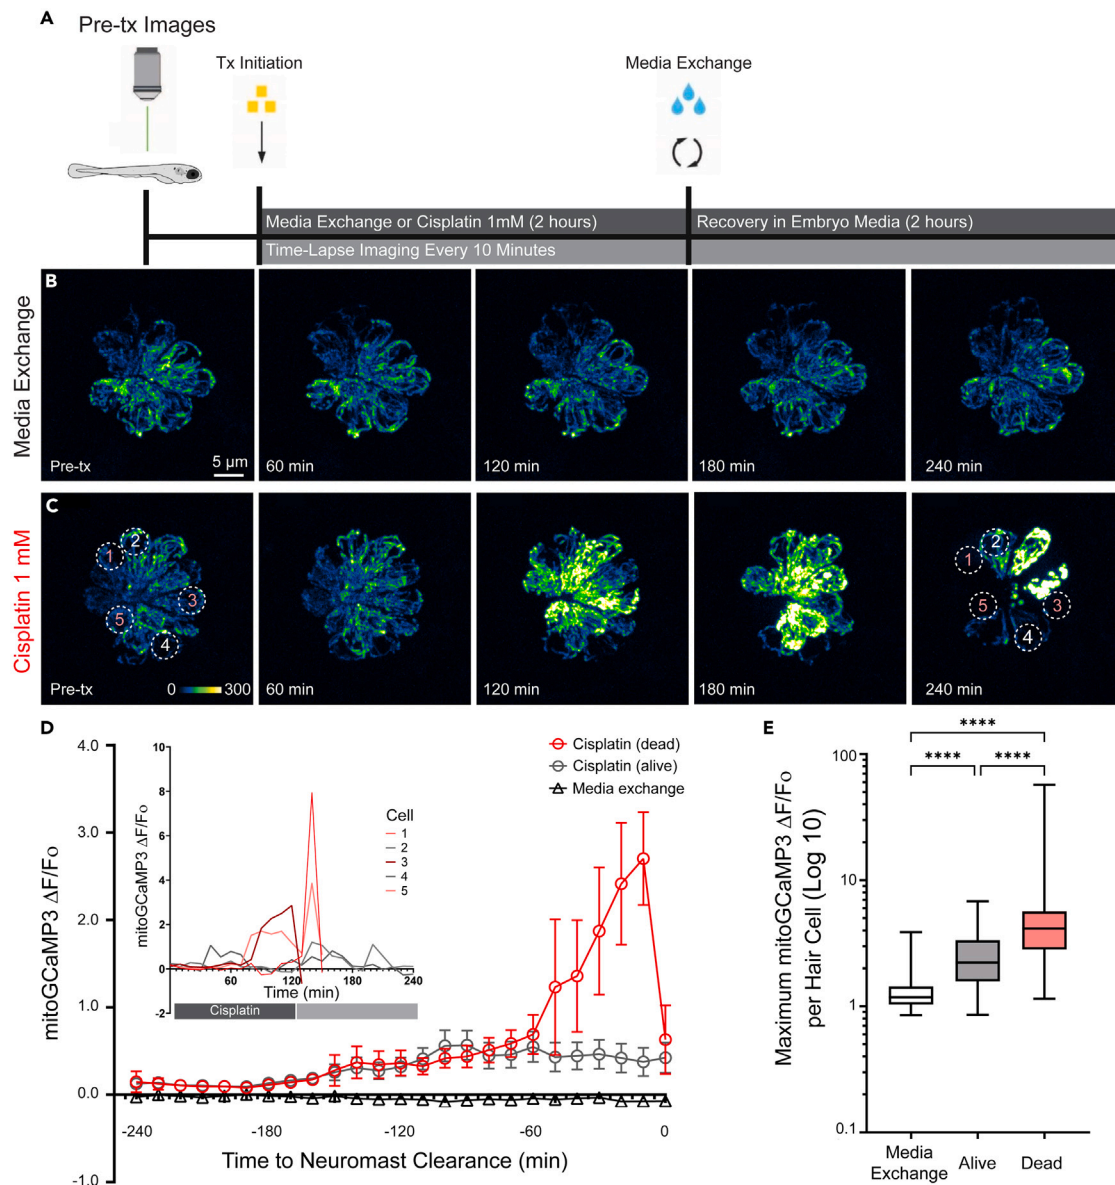 A
Pre-tx Images
Tx Initiation
Media Exchange
Media Exchange or Cisplatin 1mM (2 hours)
Recovery in Embryo Media (2 hours)
Time-Lapse Imaging Every 10 Minutes
Media Exchange
B
Pre-tx
5 µm
60 min
120 min
180 min
240 min
Cisplatin 1 mM
C
1
2
3
4
5
Pre-tx
0
300
60 min
120 min
180 min
1
2
3
4
5
240 min
D
mitoGCaMP3 ΔF/Fo
4.0
3.0
2.0
1.0
0.0
-1.0
-240
-180
-120
-60
0
Time to Neuromast Clearance (min)
Cisplatin (dead)
Cisplatin (alive)
Media exchange
mitoGCaMP3 ΔF/Fo
10
8
6
4
2
0
-2
60
120
180
240
Time (min)
Cisplatin
Cell
1
2
3
4
5
E
****
****
****
Maximum mitoGCaMP3 ΔF/Fo
per Hair Cell (Log 10)
100
10
1
0.1
Media
Exchange
Alive
Dead